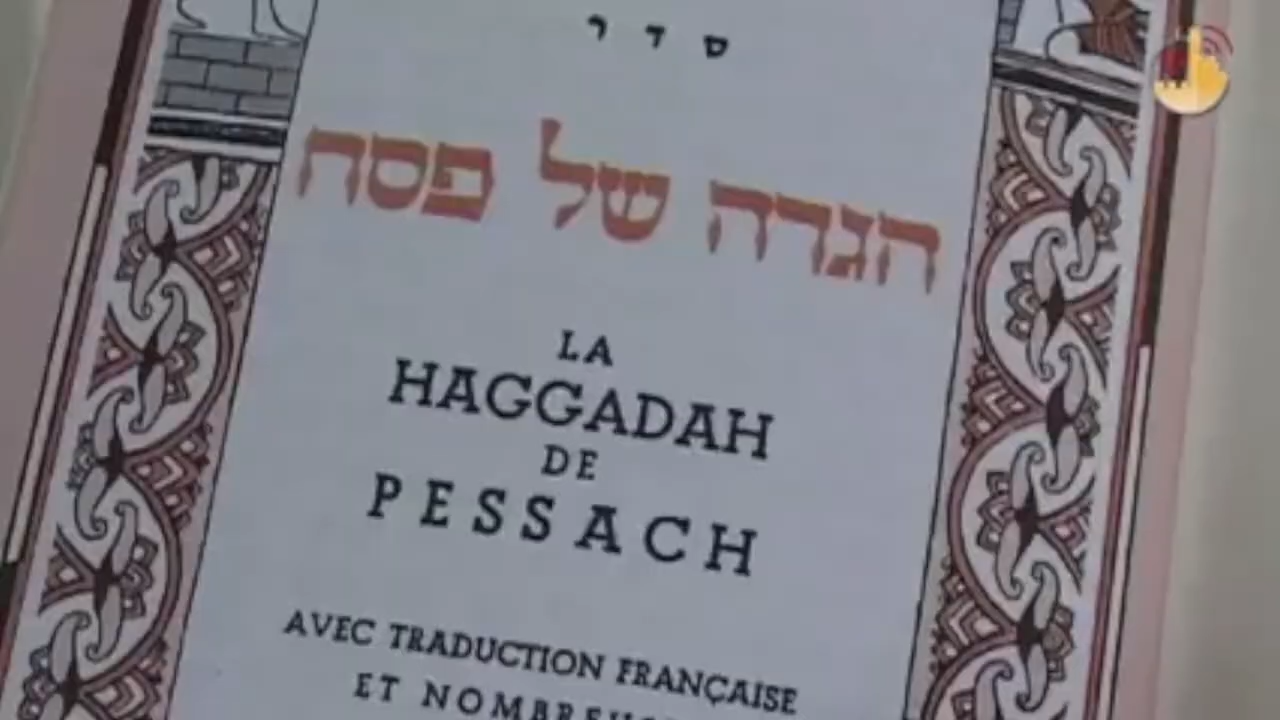 סדר
הגדה של פסח
LA
HAGGADAH
DE
PESSACH
AVEC TRADUCTION FRANÇAISE
ET